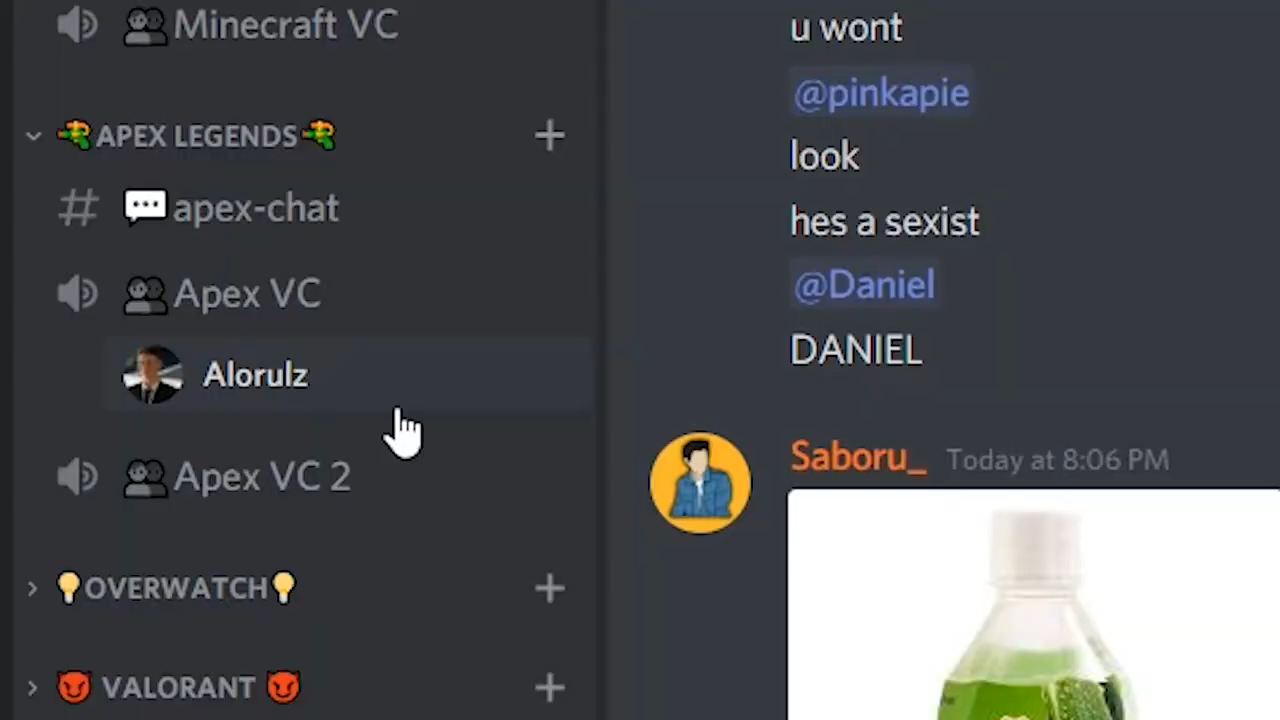 Minecraft VC
APEX LEGENDS
apex-chat
Apex VC
Alorulz
Apex VC 2
OVERWATCH
VALORANT
u wont
@pinkapie
look
hes a sexist
@Daniel
DANIEL
Saboru_ Today at 8:06 PM